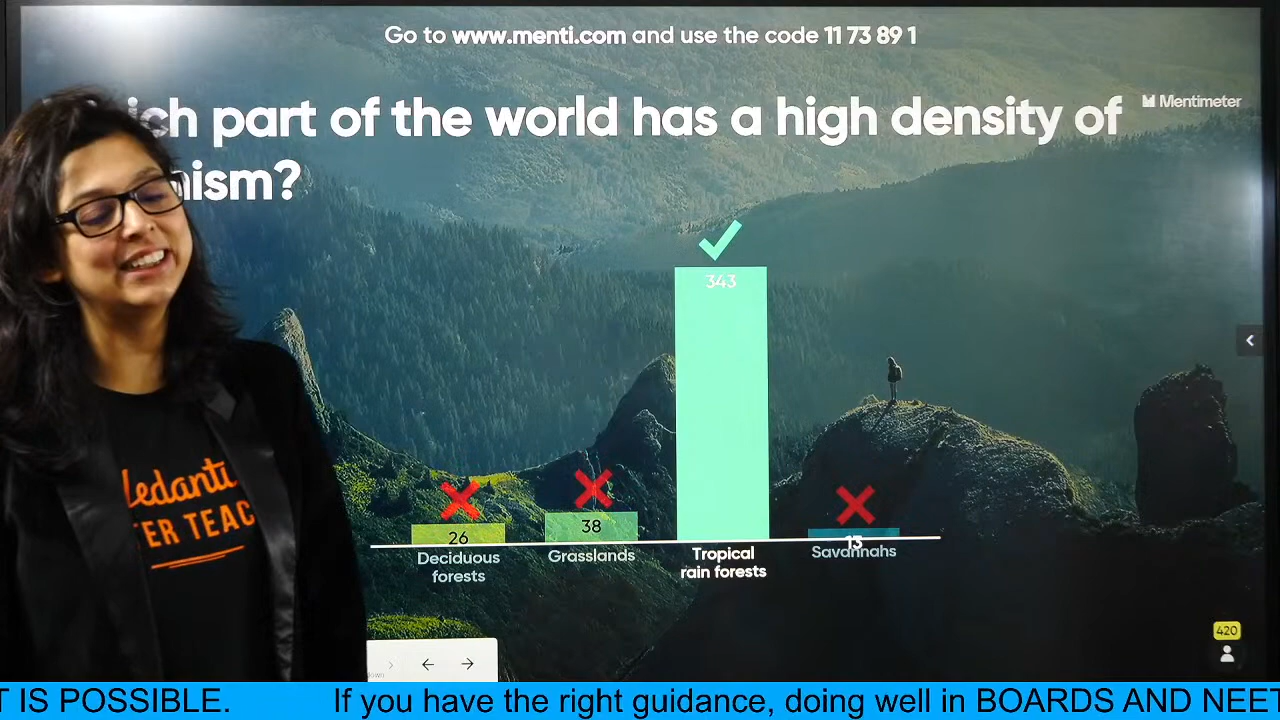 Go to www.menti.com and use the code 11 73 89 1
Mentimeter
ich part of the world has a high density of
nism?
343
26
38
13
Deciduous
forests
Grasslands
Tropical
rain forests
Savannahs
edanti
ER TEAC
420
T IS POSSIBLE. If you have the right guidance, doing well in BOARDS AND NEET